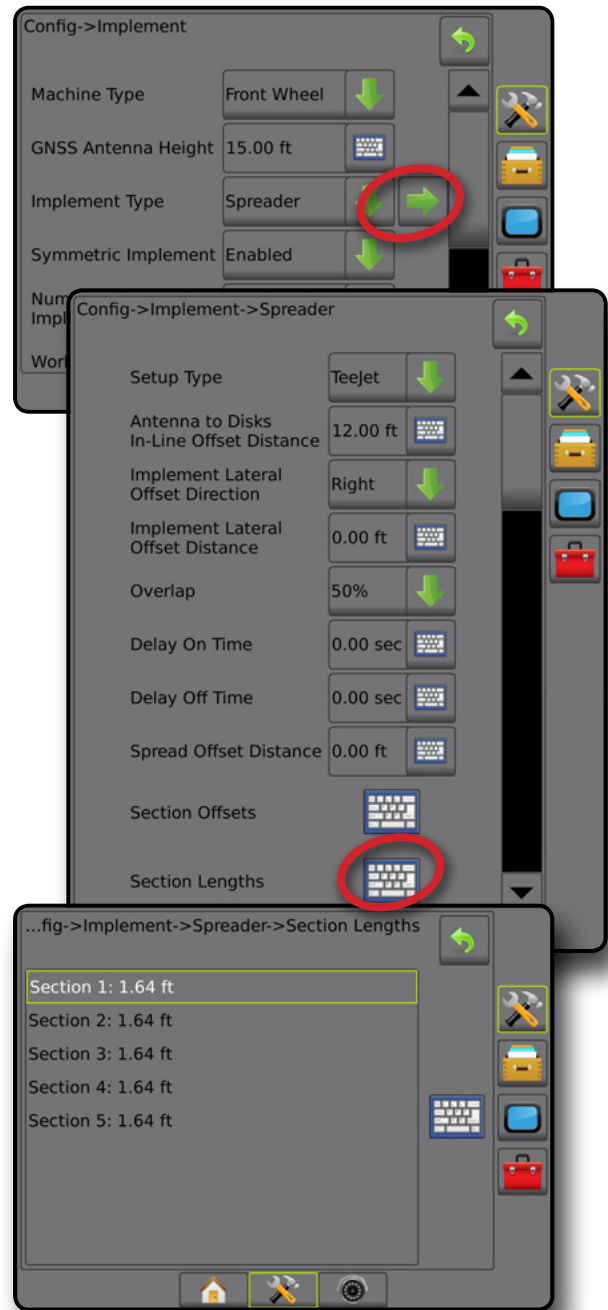 Config->Implement
Machine Type Front Wheel
GNSS Antenna Height 15.00 ft
Implement Type Spreader
Symmetric Implement Enabled
Config->Implement->Spreader
Setup Type TeeJet
Antenna to Disks
In-Line Offset Distance 12.00 ft
Implement Lateral
Offset Direction Right
Implement Lateral
Offset Distance 0.00 ft
Overlap 50%
Delay On Time 0.00 sec
Delay Off Time 0.00 sec
Spread Offset Distance 0.00 ft
Section Offsets
Section Lengths
...fig->Implement->Spreader->Section Lengths
Section 1: 1.64 ft
Section 2: 1.64 ft
Section 3: 1.64 ft
Section 4: 1.64 ft
Section 5: 1.64 ft